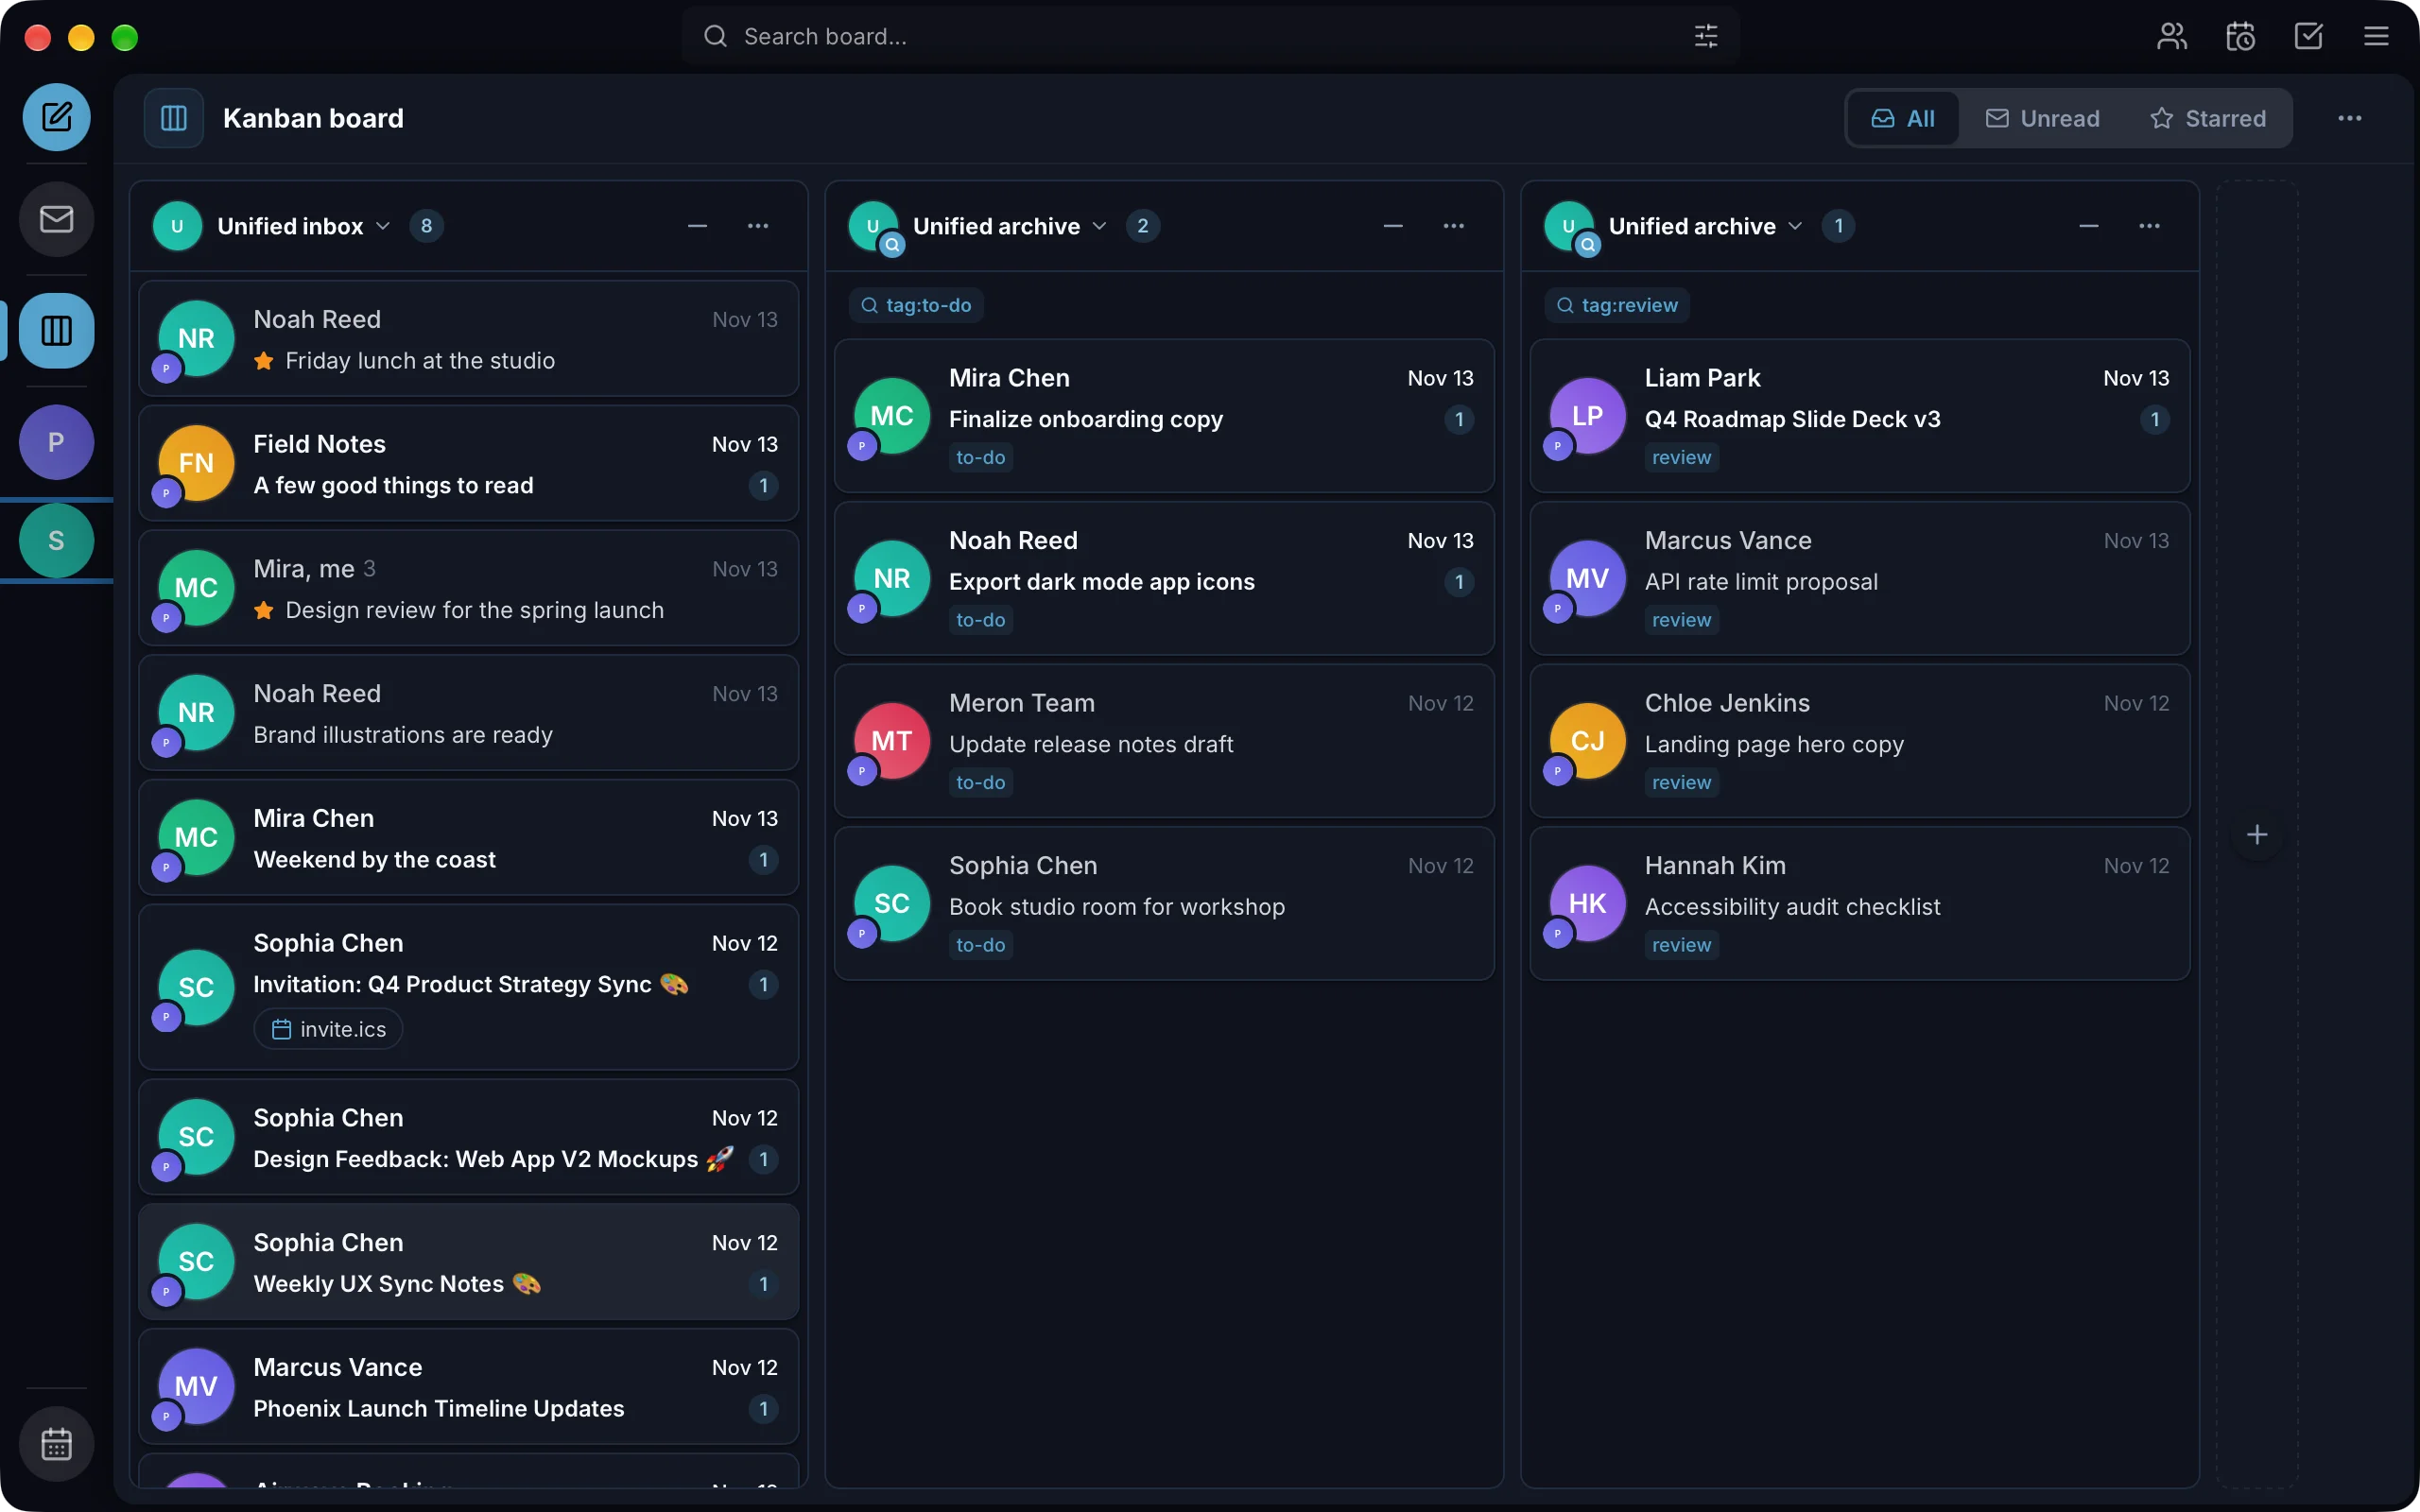 Search board...
Kanban board
All
Unread
Starred
P
S
U
Unified inbox
8
NR
P
Noah Reed
Nov 13
Friday lunch at the studio
FN
P
Field Notes
Nov 13
A few good things to read
1
MC
P
Mira, me 3
Nov 13
Design review for the spring launch
NR
P
Noah Reed
Nov 13
Brand illustrations are ready
MC
P
Mira Chen
Nov 13
Weekend by the coast
1
SC
P
Sophia Chen
Nov 12
Invitation: Q4 Product Strategy Sync 🎨
1
invite.ics
SC
P
Sophia Chen
Nov 12
Design Feedback: Web App V2 Mockups 🚀
1
SC
P
Sophia Chen
Nov 12
Weekly UX Sync Notes 🎨
1
MV
P
Marcus Vance
Nov 12
Phoenix Launch Timeline Updates
1
U
Unified archive
2
tag:to-do
MC
P
Mira Chen
Nov 13
Finalize onboarding copy
1
to-do
NR
P
Noah Reed
Nov 13
Export dark mode app icons
1
to-do
MT
P
Meron Team
Nov 12
Update release notes draft
to-do
SC
P
Sophia Chen
Nov 12
Book studio room for workshop
to-do
U
Unified archive
1
tag:review
LP
P
Liam Park
Nov 13
Q4 Roadmap Slide Deck v3
1
review
MV
P
Marcus Vance
Nov 13
API rate limit proposal
review
CJ
P
Chloe Jenkins
Nov 12
Landing page hero copy
review
HK
P
Hannah Kim
Nov 12
Accessibility audit checklist
review